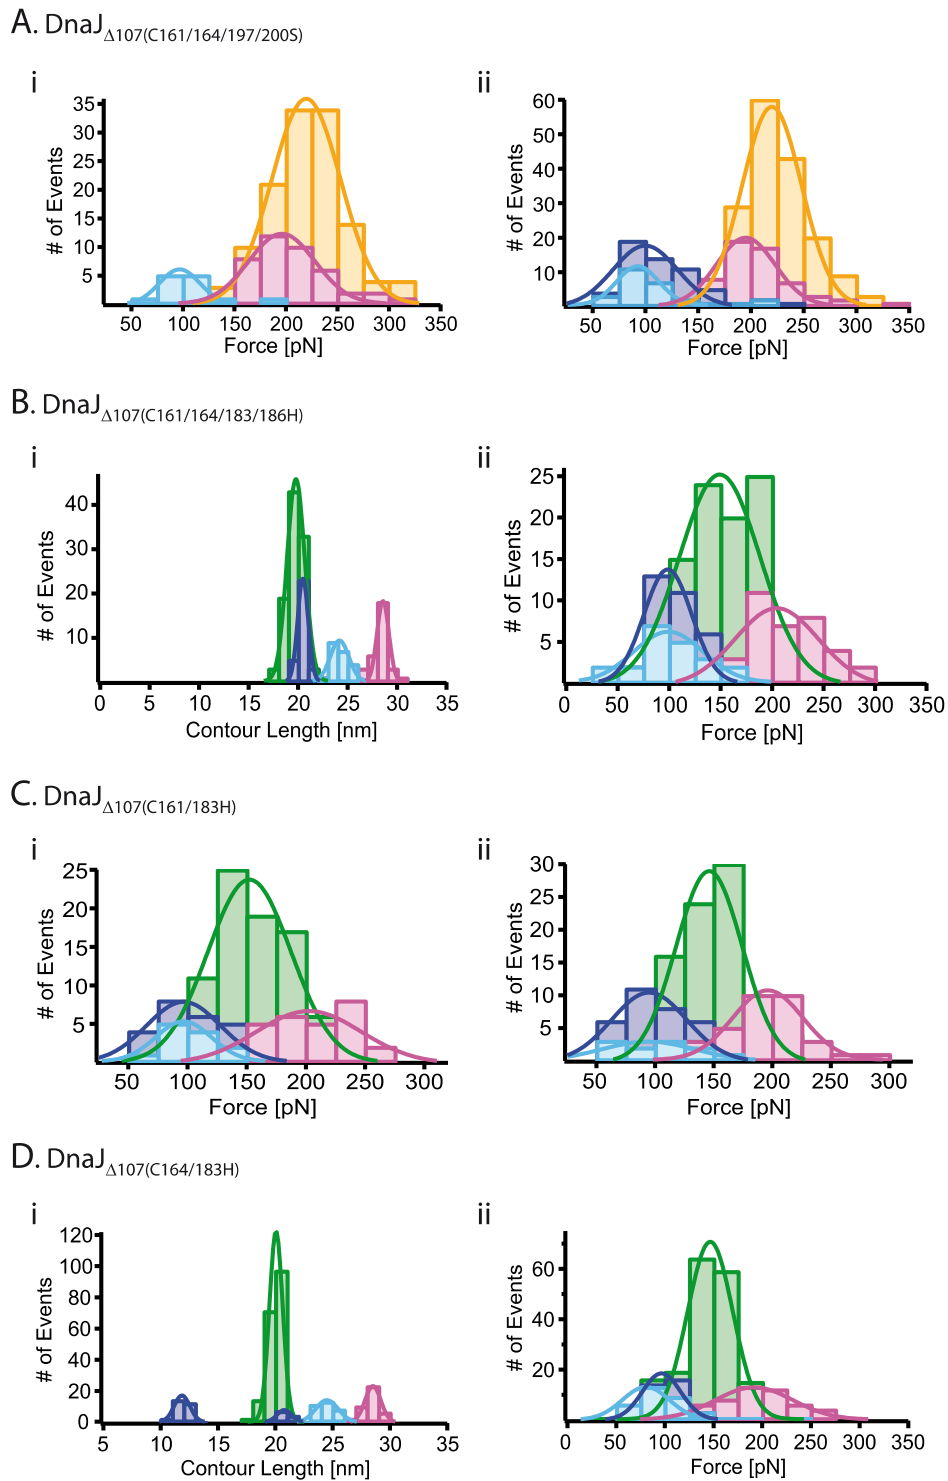 A. DnaJΔ107(C161/164/197/200S)
i
# of Events
35
30
25
20
15
10
5
50 100 150 200 250 300 350
Force [pN]
ii
# of Events
60
50
40
30
20
10
50 100 150 200 250 300 350
Force [pN]
B. DnaJΔ107(C161/164/183/186H)
i
# of Events
40
30
20
10
0 5 10 15 20 25 30 35
Contour Length [nm]
ii
# of Events
25
20
15
10
5
0 50 100 150 200 250 300 350
Force [pN]
C. DnaJΔ107(C161/183H)
i
# of Events
25
20
15
10
5
50 100 150 200 250 300
Force [pN]
ii
# of Events
30
25
20
15
10
5
50 100 150 200 250 300
Force [pN]
D. DnaJΔ107(C164/183H)
i
# of Events
120
100
80
60
40
20
0
5 10 15 20 25 30 35
Contour Length [nm]
ii
# of Events
60
40
20
0 50 100 150 200 250 300 350
Force [pN]